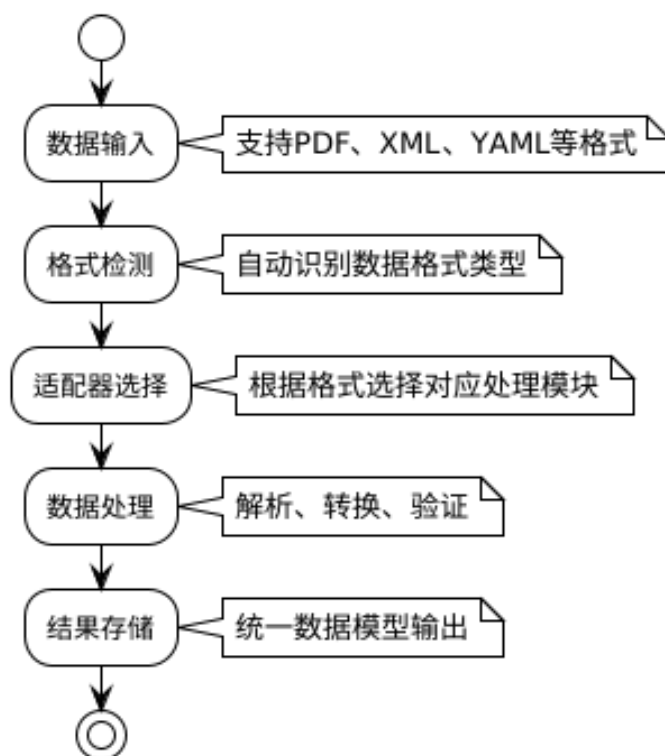 数据输入
支持PDF、XML、YAML等格式
格式检测
自动识别数据格式类型
适配器选择
根据格式选择对应处理模块
数据处理
解析、转换、验证
结果存储
统一数据模型输出